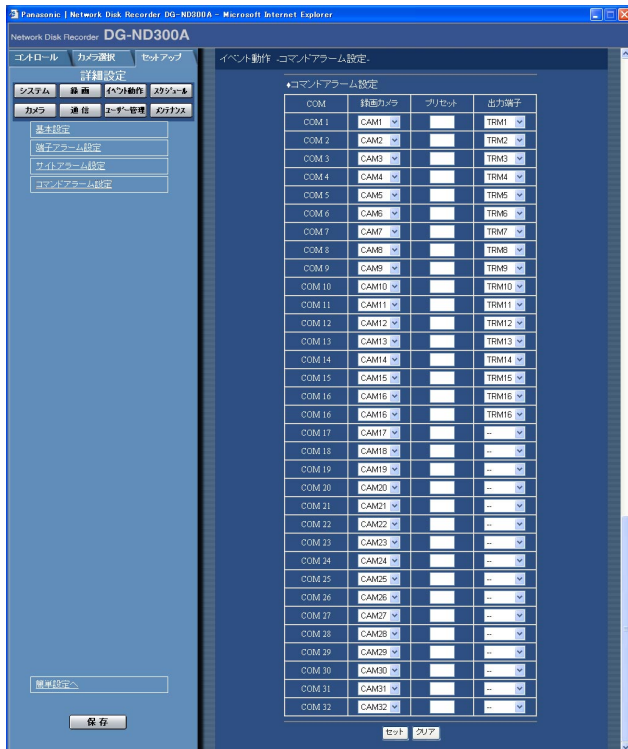 Panasonic | Network Disk Recorder DG-ND300A - Microsoft Internet Explorer
Network Disk Recorder DG-ND300A
コントロール カメラ選択 セットアップ
詳細設定
システム 録画 イベント動作 スケジュール
カメラ 通信 ユーザー管理 メンテナンス
基本設定
端子アラーム設定
サイトアラーム設定
コマンドアラーム設定
簡単設定へ
保存
イベント動作 -コマンドアラーム設定-
♦コマンドアラーム設定
COM 録画カメラ プリセット 出力端子
COM 1 CAM1 TRM1
COM 2 CAM2 TRM2
COM 3 CAM3 TRM3
COM 4 CAM4 TRM4
COM 5 CAM5 TRM5
COM 6 CAM6 TRM6
COM 7 CAM7 TRM7
COM 8 CAM8 TRM8
COM 9 CAM9 TRM9
COM 10 CAM10 TRM10
COM 11 CAM11 TRM11
COM 12 CAM12 TRM12
COM 13 CAM13 TRM13
COM 14 CAM14 TRM14
COM 15 CAM15 TRM15
COM 16 CAM16 TRM16
COM 16 CAM16 TRM16
COM 17 CAM17 --
COM 18 CAM18 --
COM 19 CAM19 --
COM 20 CAM20 --
COM 21 CAM21 --
COM 22 CAM22 --
COM 23 CAM23 --
COM 24 CAM24 --
COM 25 CAM25 --
COM 26 CAM26 --
COM 27 CAM27 --
COM 28 CAM28 --
COM 29 CAM29 --
COM 30 CAM30 --
COM 31 CAM31 --
COM 32 CAM32 --
セット クリア